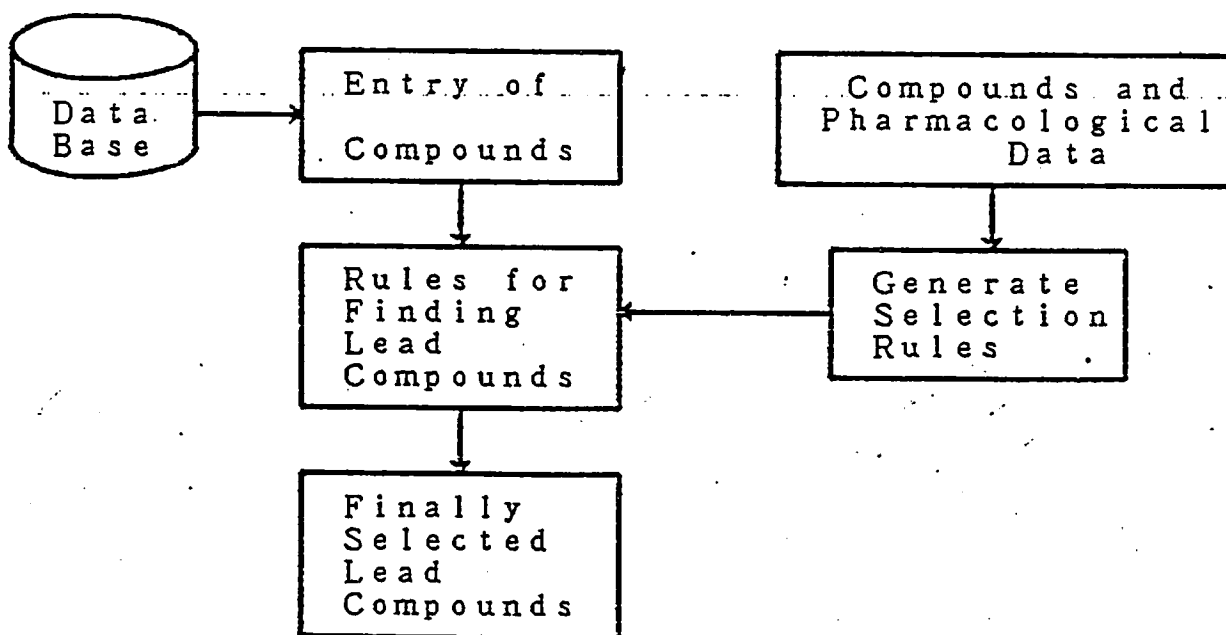 Data
Base
Entry of
Compounds
Compounds and
Pharmacological
Data
Rules for
Finding
Lead
Compounds
Generate
Selection
Rules
Finally
Selected
Lead
Compounds